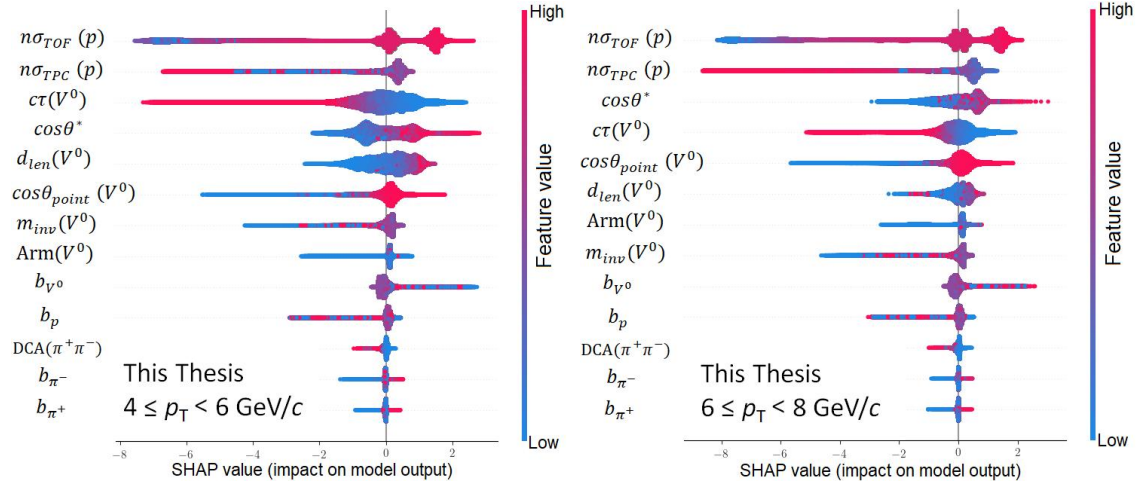 High
nσ_TOF (p)
nσ_TPC (p)
cτ(V⁰)
cosθ*
d_len(V⁰)
cosθ_point (V⁰)
m_inv(V⁰)
Arm(V⁰)
b_V⁰
b_p
DCA(π⁺π⁻)
b_π⁻
b_π⁺
This Thesis
4 ≤ p_T < 6 GeV/c
Feature value
Low
−8 −6 −4 −2 0 2
SHAP value (impact on model output)
High
nσ_TOF (p)
nσ_TPC (p)
cosθ*
cτ(V⁰)
cosθ_point (V⁰)
d_len(V⁰)
Arm(V⁰)
m_inv(V⁰)
b_V⁰
b_p
DCA(π⁺π⁻)
b_π⁻
b_π⁺
This Thesis
6 ≤ p_T < 8 GeV/c
Feature value
Low
−8 −6 −4 −2 0 2
SHAP value (impact on model output)